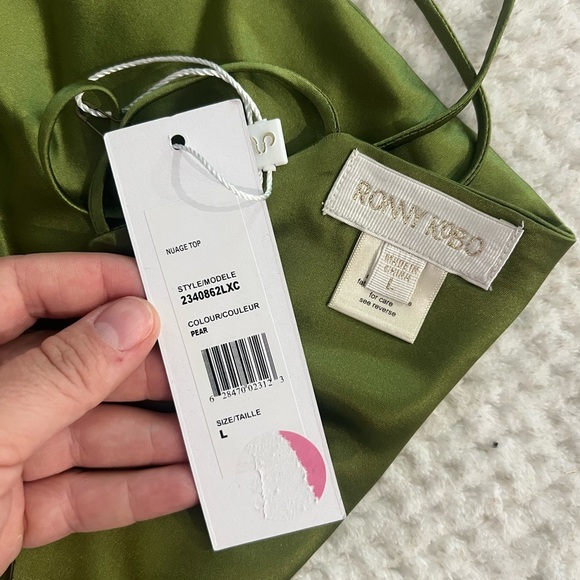 NUAGE TOP
STYLE/MODELE
2340862LXC
COLOUR/COULEUR
PEAR
6 28470 02312 3
SIZE/TAILLE
L
RONNY KOBO
MADE IN
CHINA
L
for care
see reverse